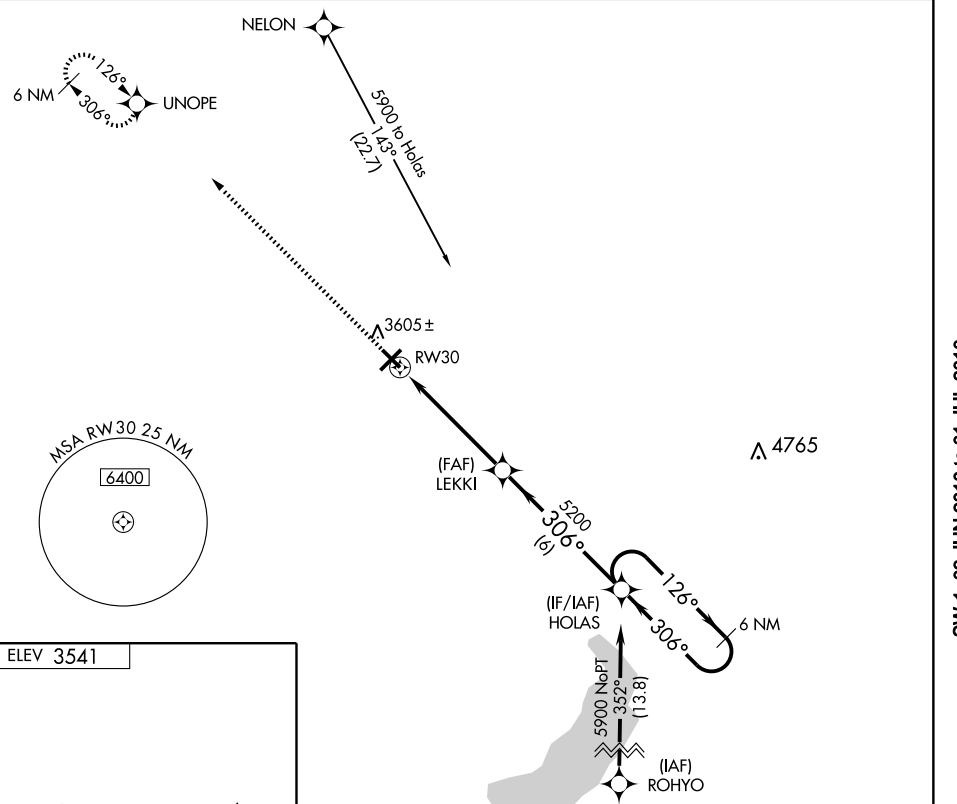 NELON
126°
6 NM
306°
UNOPE
5900 to Holas
143°
(22.7)
3605±
RW30
MSA RW30 25 NM
6400
(FAF)
LEKKI
4765
5200
306°
(6)
(IF/IAF)
HOLAS
126°
306°
6 NM
5900 NoPT
352°
(13.8)
(IAF)
ROHYO
ELEV 3541